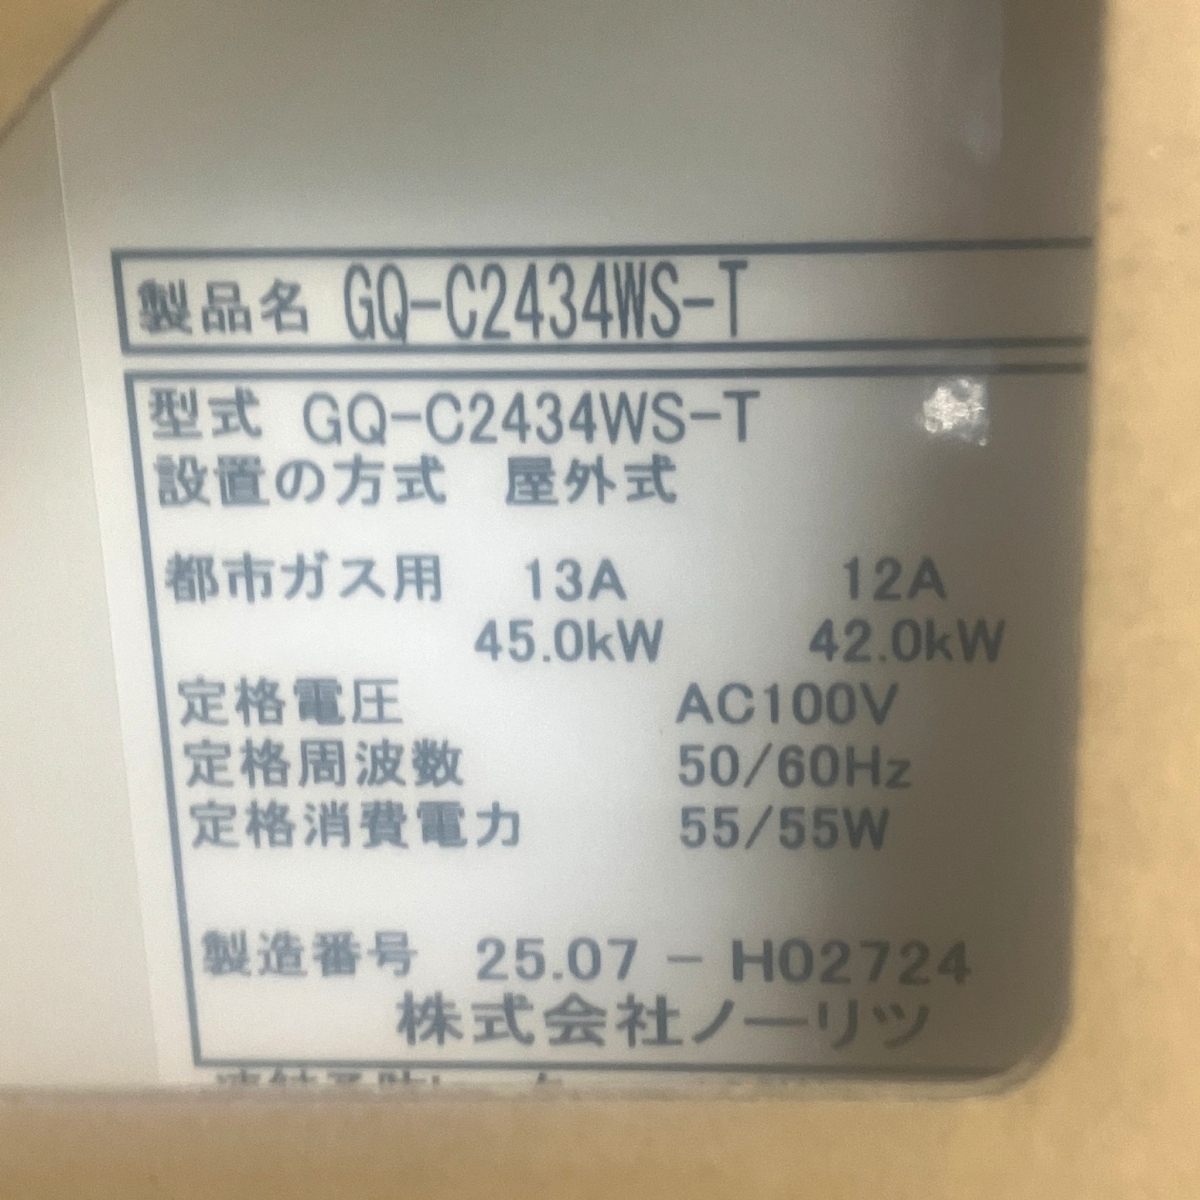 製品名 GQ-C2434WS-T
型式 GQ-C2434WS-T
設置の方式 屋外式
都市ガス用 13A 12A
45.0kW 42.0kW
定格電圧 AC100V
定格周波数 50/60Hz
定格消費電力 55/55W
製造番号 25.07 - H02724
株式会社ノーリツ